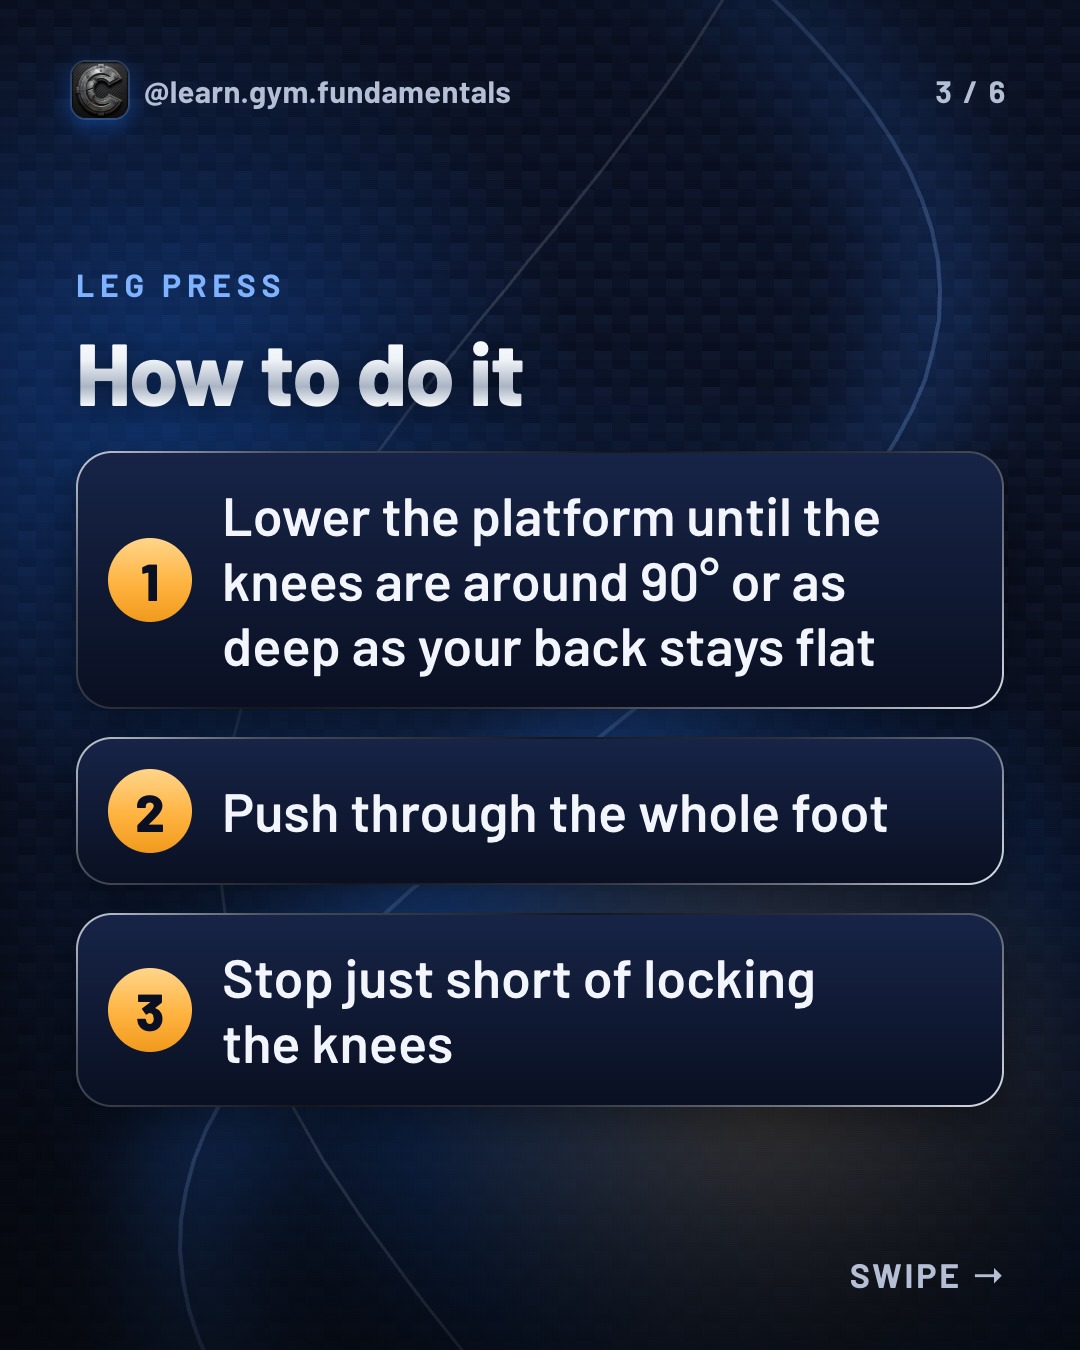 @learn.gym.fundamentals
3 / 6
LEG PRESS
How to do it
1
Lower the platform until the
knees are around 90° or as
deep as your back stays flat
2
Push through the whole foot
3
Stop just short of locking
the knees
SWIPE →